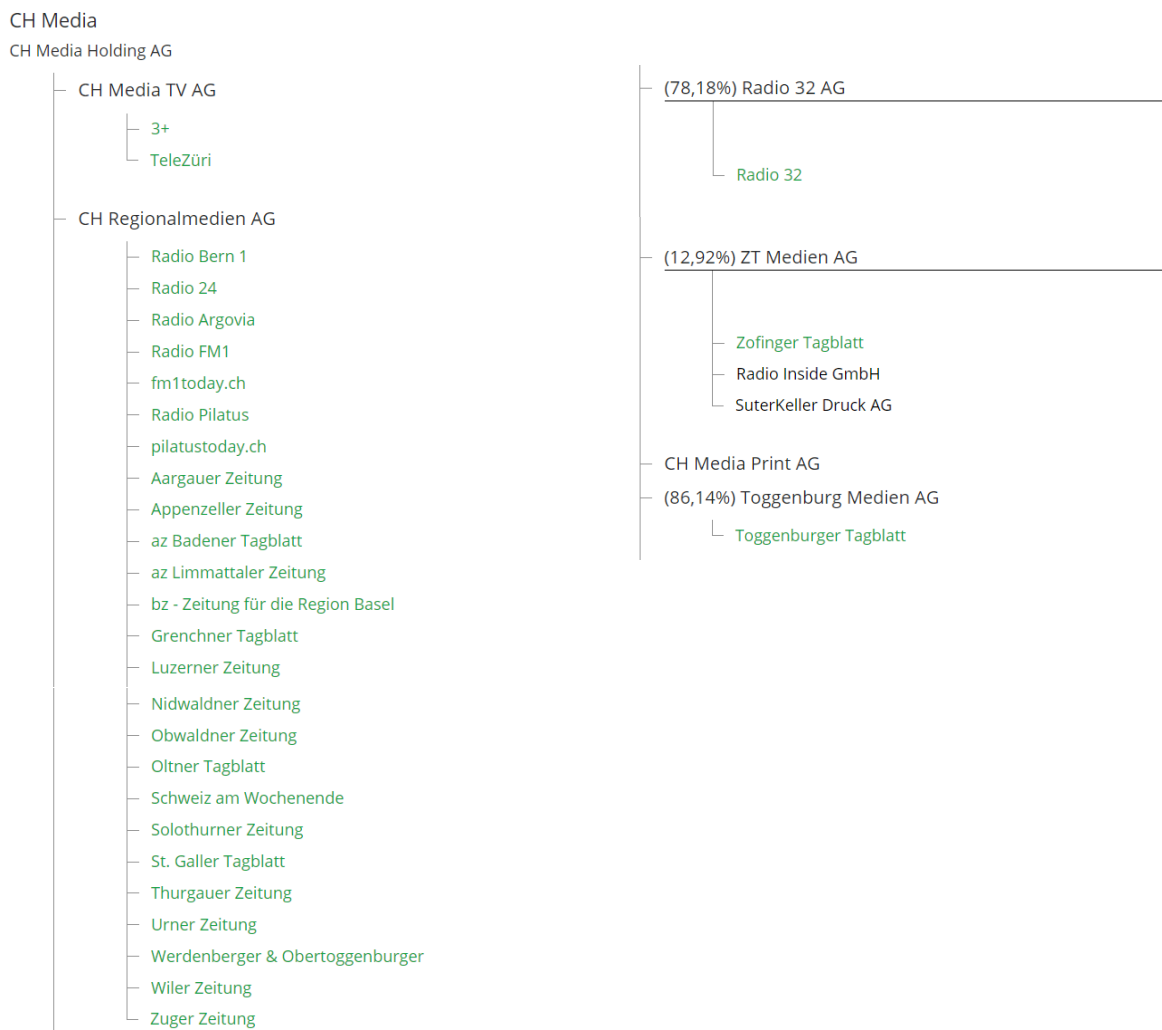 CH Media
CH Media Holding AG
CH Media TV AG
3+
TeleZüri
CH Regionalmedien AG
Radio Bern 1
Radio 24
Radio Argovia
Radio FM1
fm1today.ch
Radio Pilatus
pilatustoday.ch
Aargauer Zeitung
Appenzeller Zeitung
az Badener Tagblatt
az Limmattaler Zeitung
bz - Zeitung für die Region Basel
Grenchner Tagblatt
Luzerner Zeitung
Nidwaldner Zeitung
Obwaldner Zeitung
Oltner Tagblatt
Schweiz am Wochenende
Solothurner Zeitung
St. Galler Tagblatt
Thurgauer Zeitung
Urner Zeitung
Werdenberger & Obertoggenburger
Wiler Zeitung
Zuger Zeitung
(78,18%) Radio 32 AG
Radio 32
(12,92%) ZT Medien AG
Zofinger Tagblatt
Radio Inside GmbH
SuterKeller Druck AG
CH Media Print AG
(86,14%) Toggenburg Medien AG
Toggenburger Tagblatt